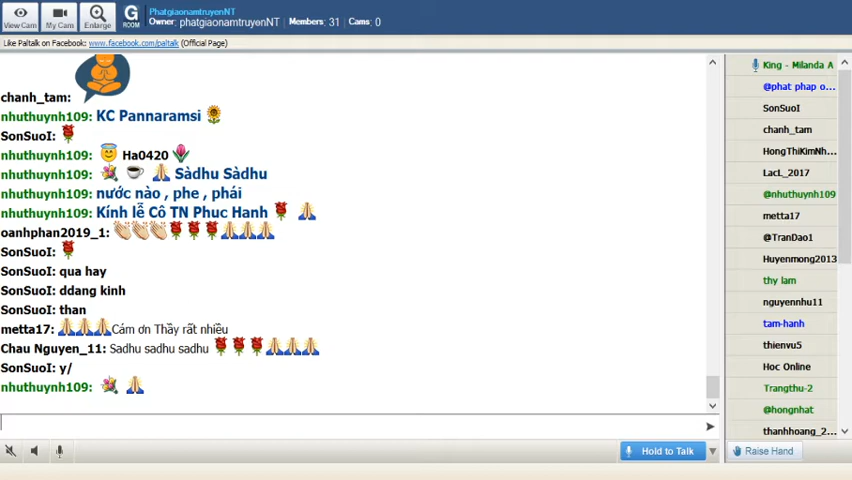 PhatgiaonamtruyenNT
Owner: phatgiaonamtruyenNT Members: 31 Cams: 0
View Cam My Cam Enlarge G ROOM
Like Paltalk on Facebook: www.facebook.com/paltalk (Official Page)
chanh_tam:
nhuthuynh109: KC Pannaramsi
SonSuoI:
nhuthuynh109: Ha0420
nhuthuynh109: Sàdhu Sàdhu
nhuthuynh109: nước nào , phe , phái
nhuthuynh109: Kính lễ Cô TN Phuc Hanh
oanhphan2019_1:
SonSuoI:
SonSuoI: qua hay
SonSuoI: ddang kinh
SonSuoI: than
metta17: Cám ơn Thầy rất nhiều
Chau Nguyen_11: Sadhu sadhu sadhu
SonSuoI: y/
nhuthuynh109:
Hold to Talk
King - Milanda A
@phat phap o...
SonSuoI
chanh_tam
HongThiKimNh...
LacL_2017
@nhuthuynh109
metta17
@TranDao1
Huyenmong2013
thy lam
nguyennhu11
tam-hanh
thienvu5
Hoc Online
Trangthu-2
@hongnhat
thanhhoang_2...
Raise Hand